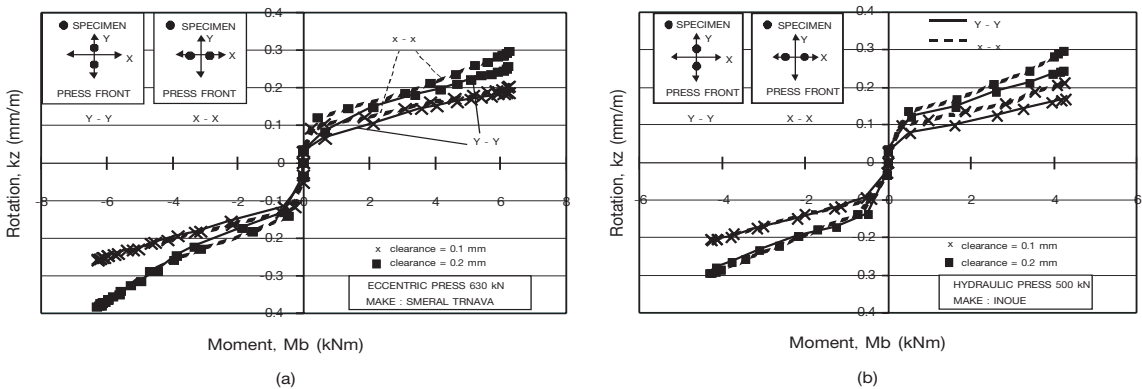 0.4
SPECIMEN
Y
X
PRESS FRONT
Y - Y
SPECIMEN
Y
X
PRESS FRONT
X - X
x - x
Y - Y
0.3
0.2
0.1
0
-8
-6
-4
-2
0
2
4
6
8
-0.1
0.2
-0.3
0.4
Rotation, kz (mm/m)
x clearance = 0.1 mm
■ clearance = 0.2 mm
ECCENTRIC PRESS 630 kN
MAKE : SMERAL TRNAVA
Moment, Mb (kNm)
(a)
0.4
SPECIMEN
Y
X
PRESS FRONT
Y - Y
SPECIMEN
Y
X
PRESS FRONT
X - X
Y - Y
x - x
0.3
0.2
0.1
0
-6
-4
-2
0
2
4
6
0.1
0.2
0.3
0.4
Rotation, kz (mm/m)
x clearance = 0.1 mm
■ clearance = 0.2 mm
HYDRAULIC PRESS 500 kN
MAKE : INOUE
Moment, Mb (kNm)
(b)